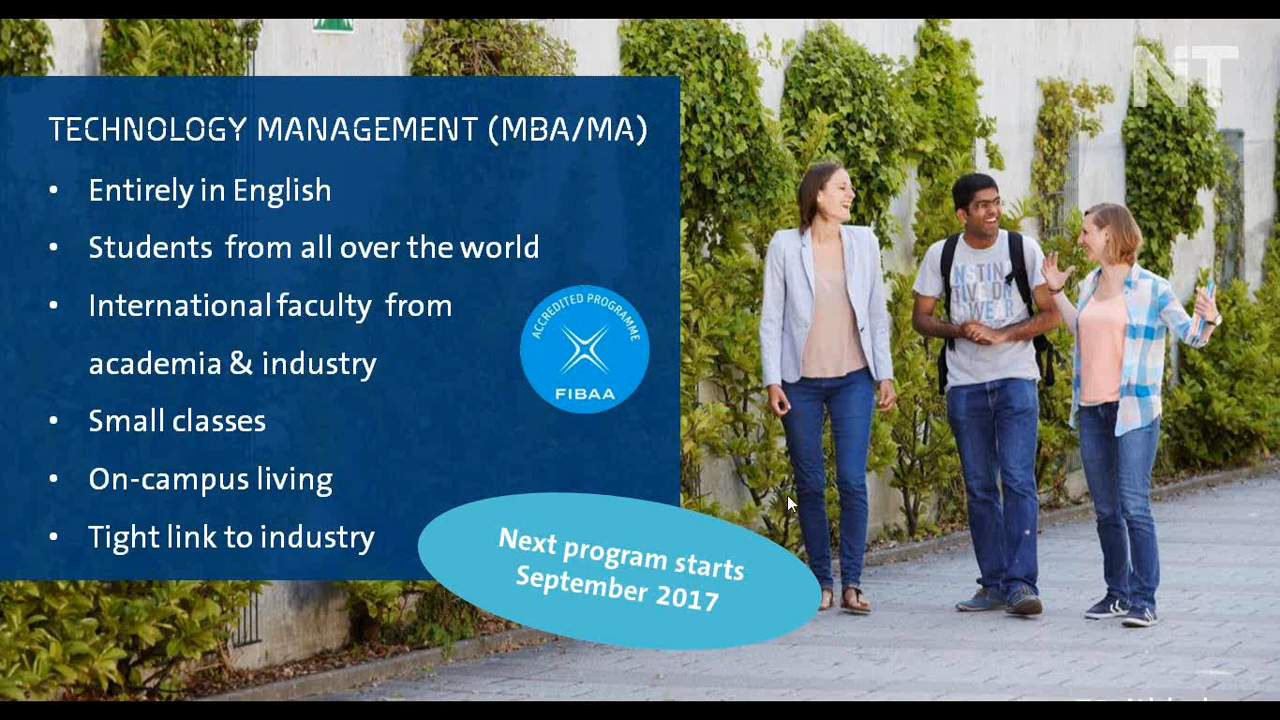 NiT
TECHNOLOGY MANAGEMENT (MBA/MA)
• Entirely in English
• Students from all over the world
• International faculty from
academia & industry
• Small classes
• On-campus living
• Tight link to industry
ACCREDITED PROGRAMME
FIBAA
Next program starts
September 2017